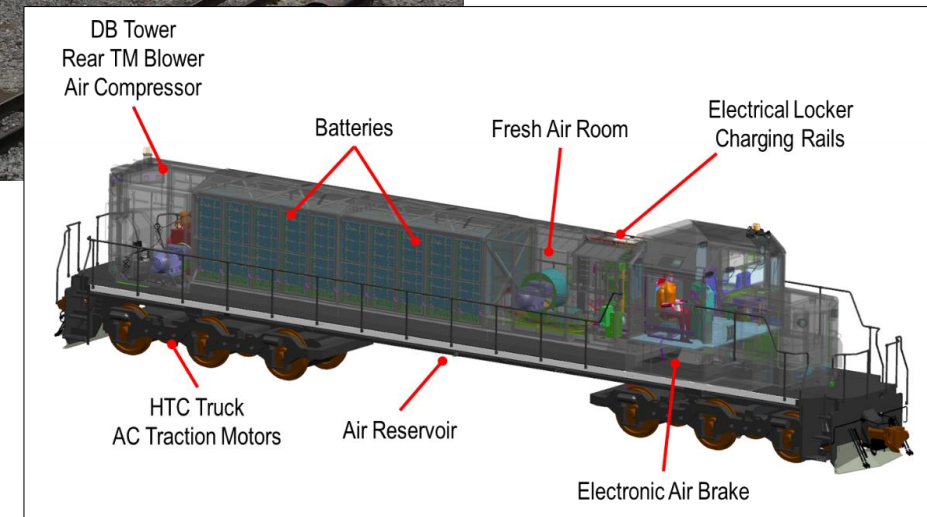 DB Tower
Rear TM Blower
Air Compressor
Batteries
Fresh Air Room
Electrical Locker
Charging Rails
HTC Truck
AC Traction Motors
Air Reservoir
Electronic Air Brake